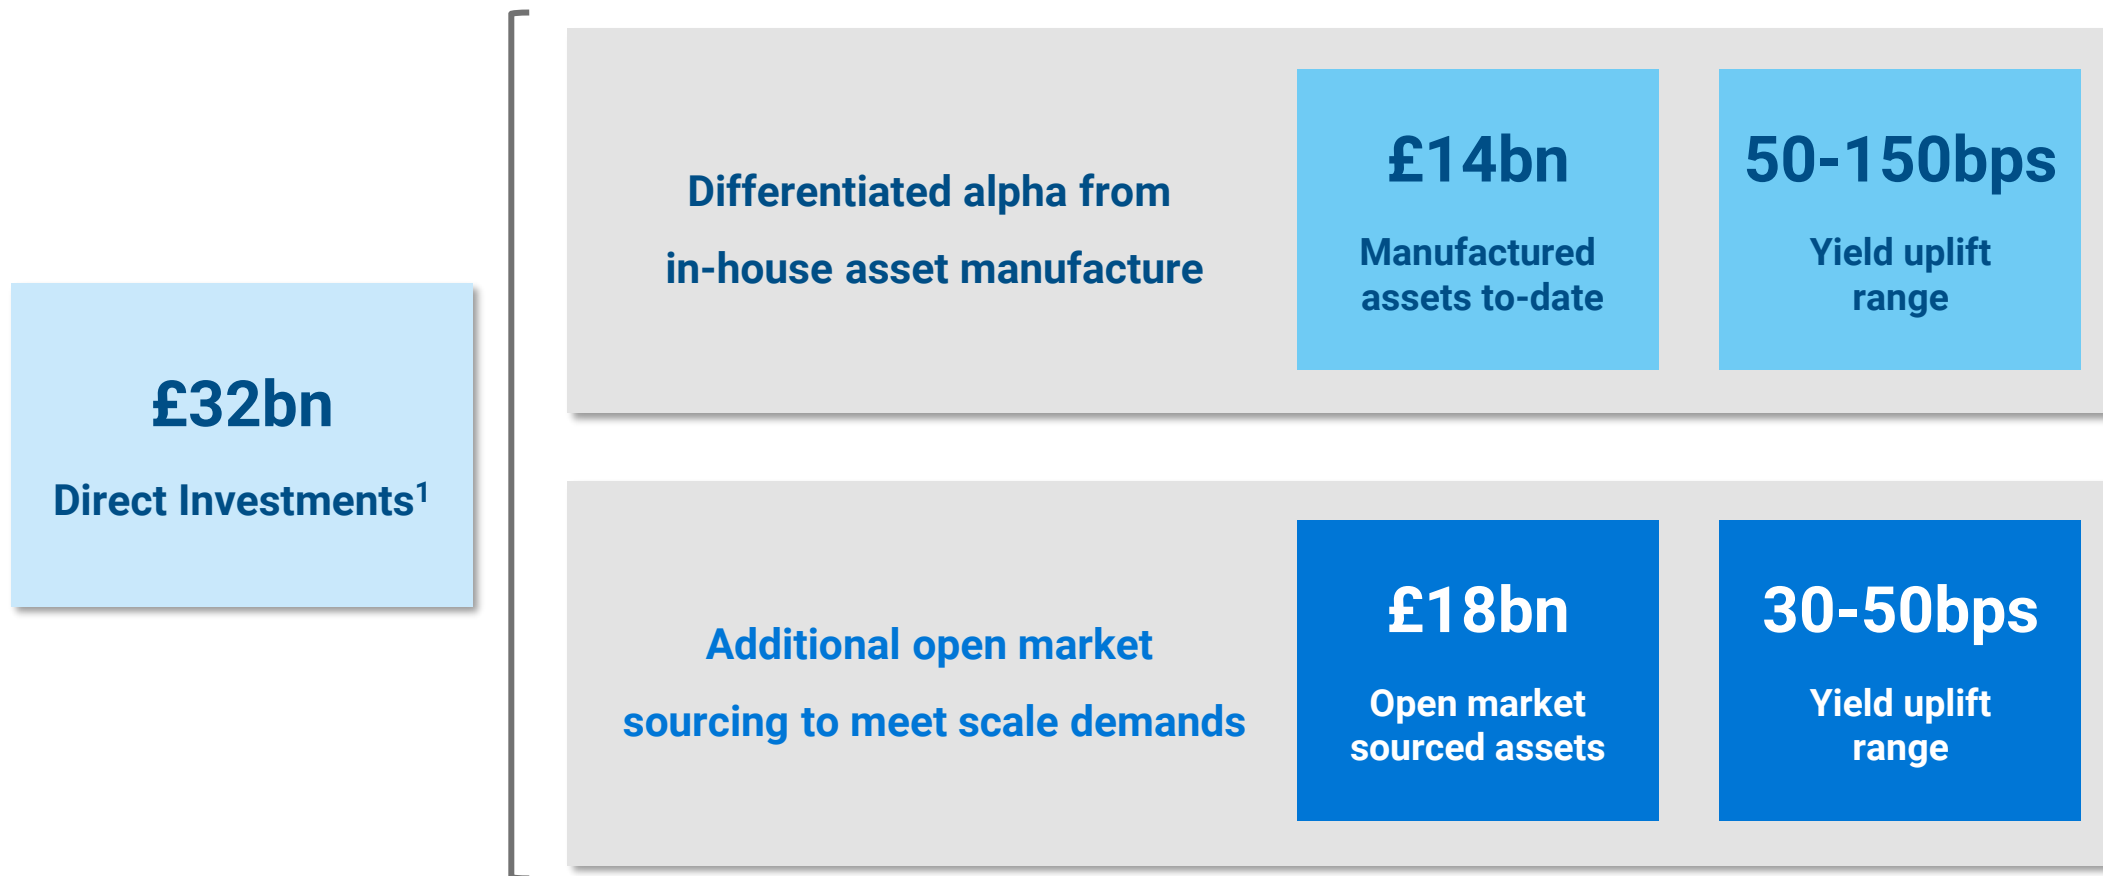 £32bn
Direct Investments¹
Differentiated alpha from
in-house asset manufacture
£14bn
Manufactured
assets to-date
50-150bps
Yield uplift
range
Additional open market
sourcing to meet scale demands
£18bn
Open market
sourced assets
30-50bps
Yield uplift
range